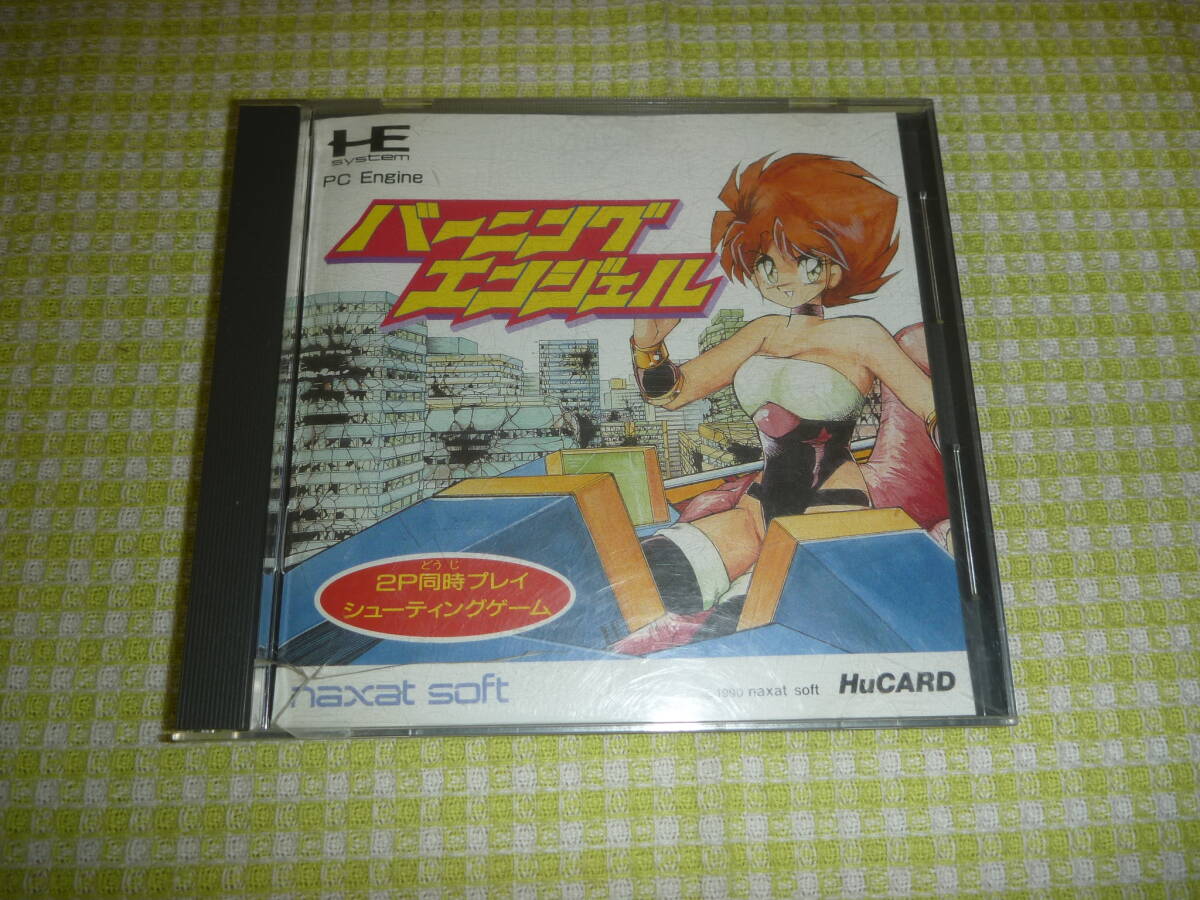 HE
system
PC Engine
バーニング
エンジェル
どうじ
2P同時プレイ
シューティングゲーム
naxat soft
1990 naxat soft
HuCARD